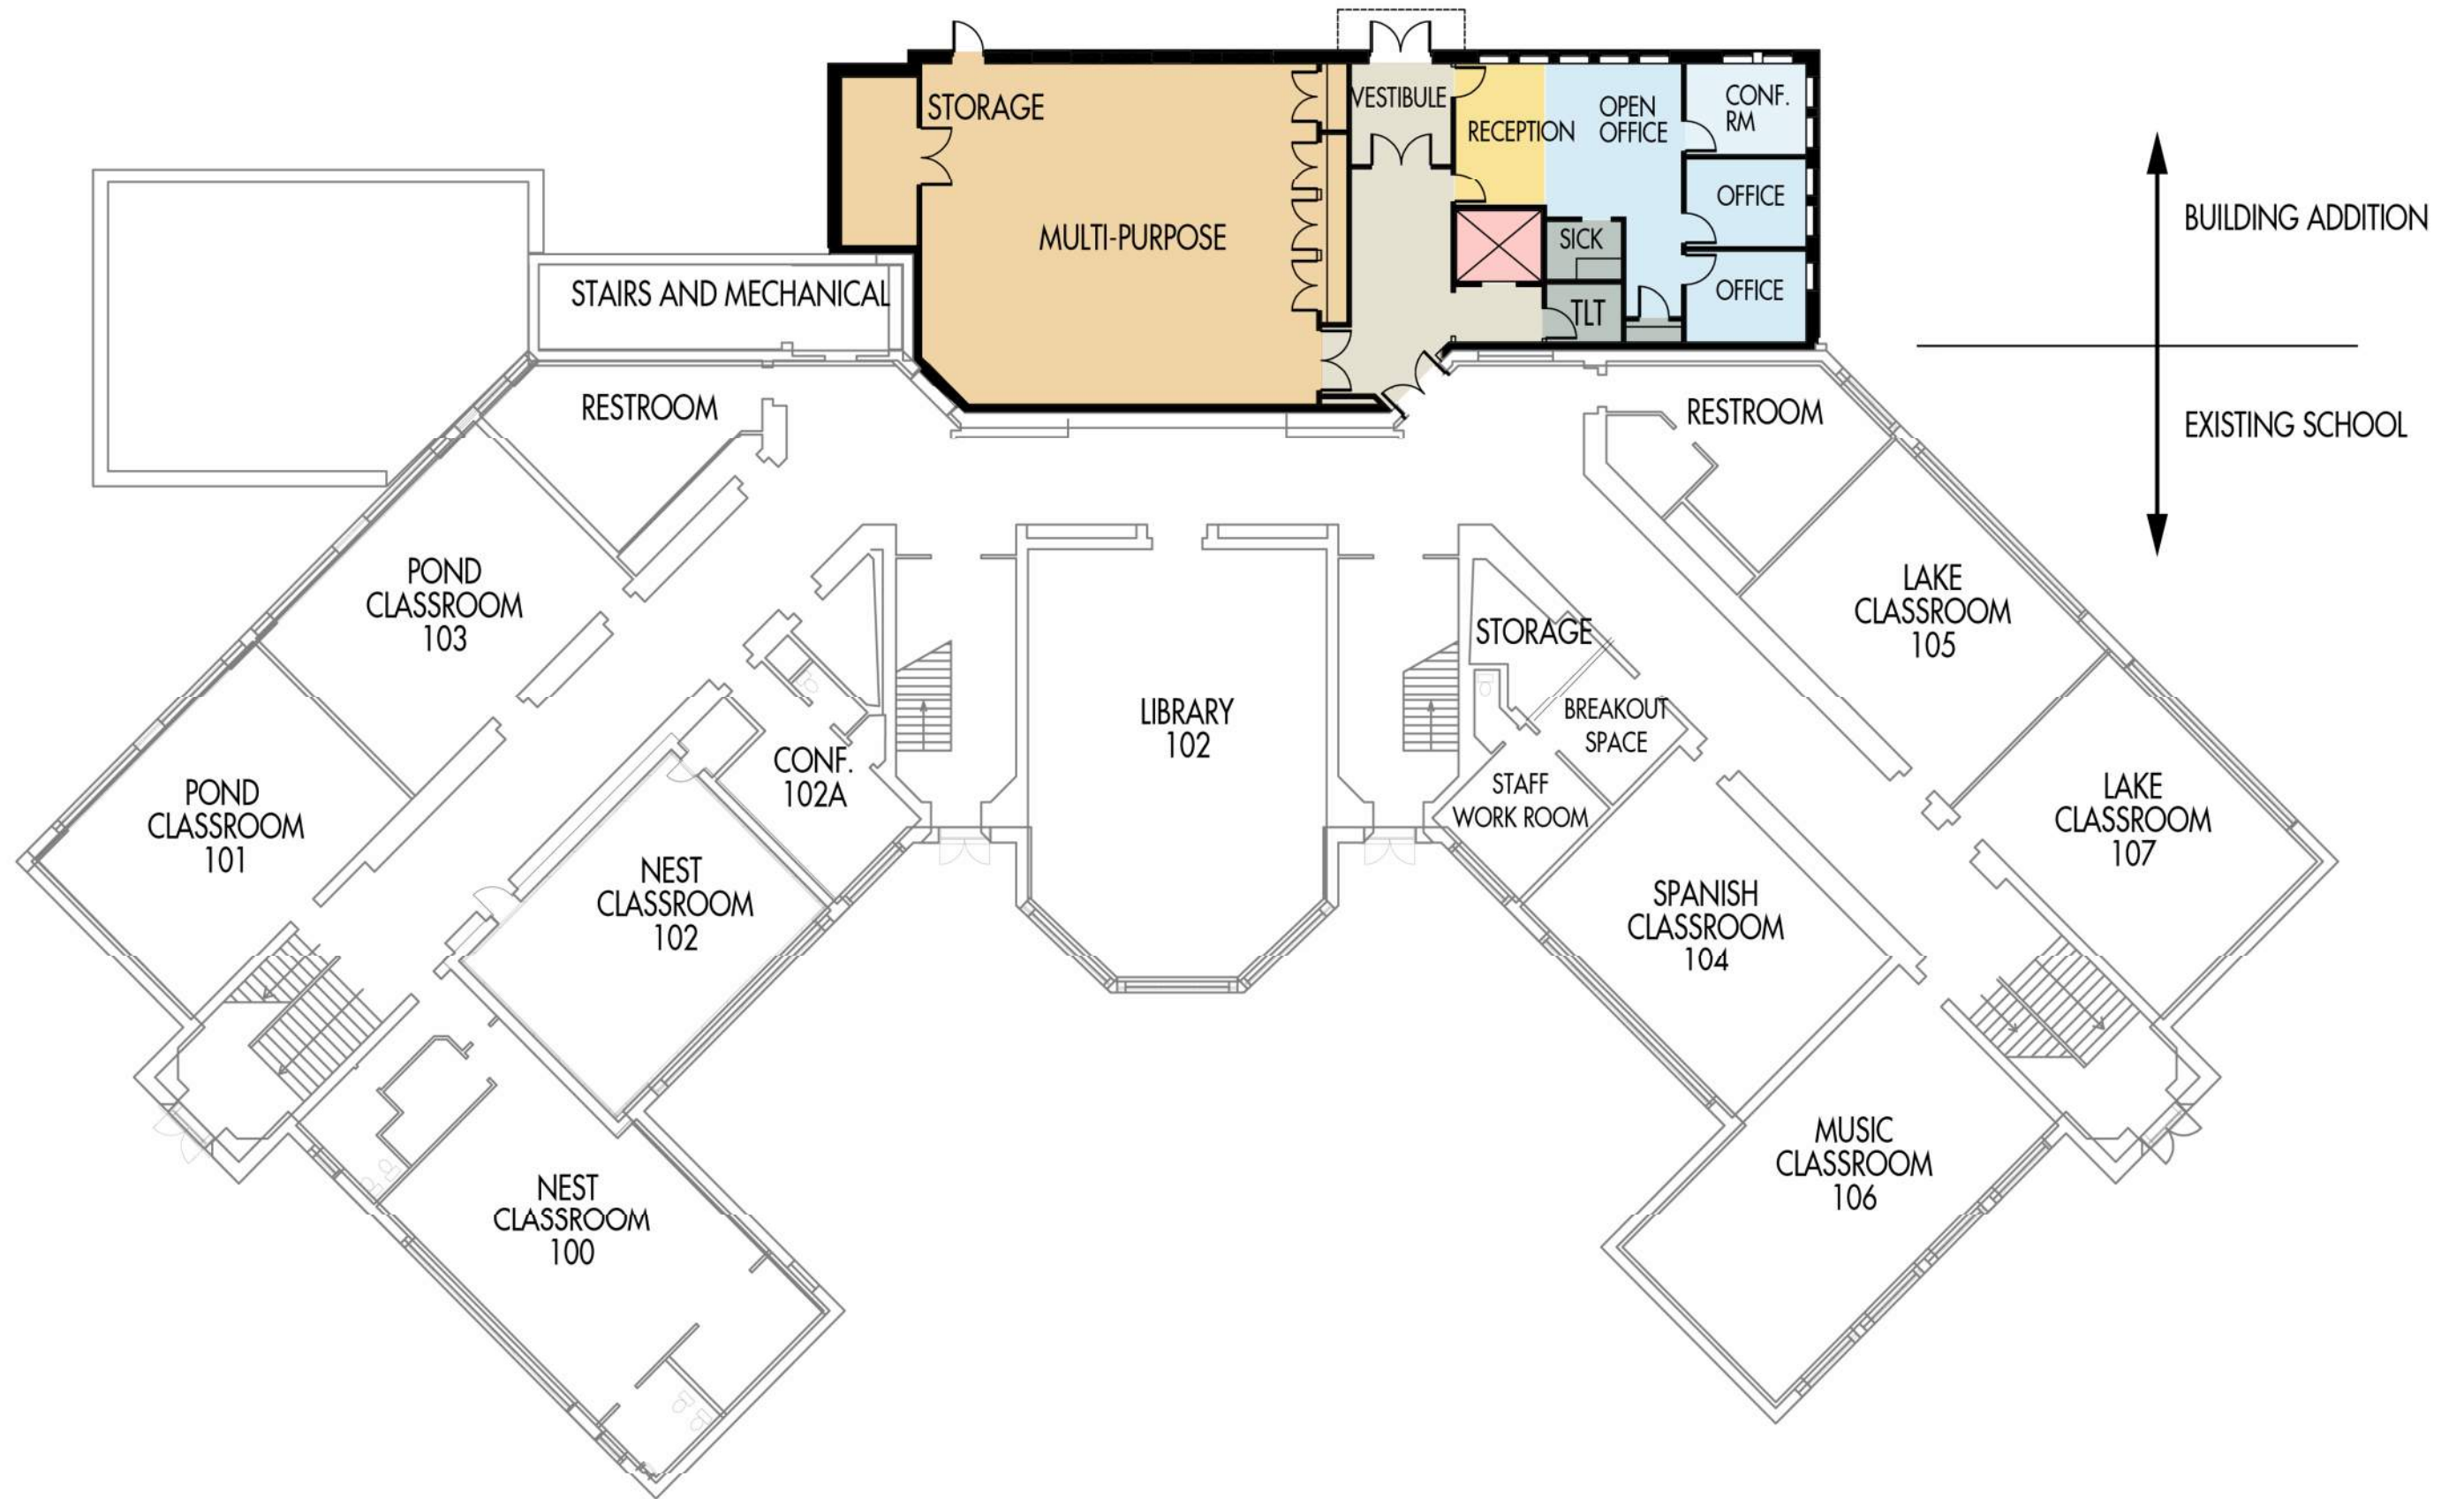 STORAGE
MULTI-PURPOSE
VESTIBULE
RECEPTION
OPEN
OFFICE
CONF.
RM
OFFICE
OFFICE
SICK
TLT
BUILDING ADDITION
EXISTING SCHOOL
STAIRS AND MECHANICAL
RESTROOM
RESTROOM
POND
CLASSROOM
103
POND
CLASSROOM
101
CONF.
102A
NEST
CLASSROOM
102
NEST
CLASSROOM
100
LIBRARY
102
STORAGE
BREAKOUT
SPACE
STAFF
WORK ROOM
LAKE
CLASSROOM
105
LAKE
CLASSROOM
107
SPANISH
CLASSROOM
104
MUSIC
CLASSROOM
106